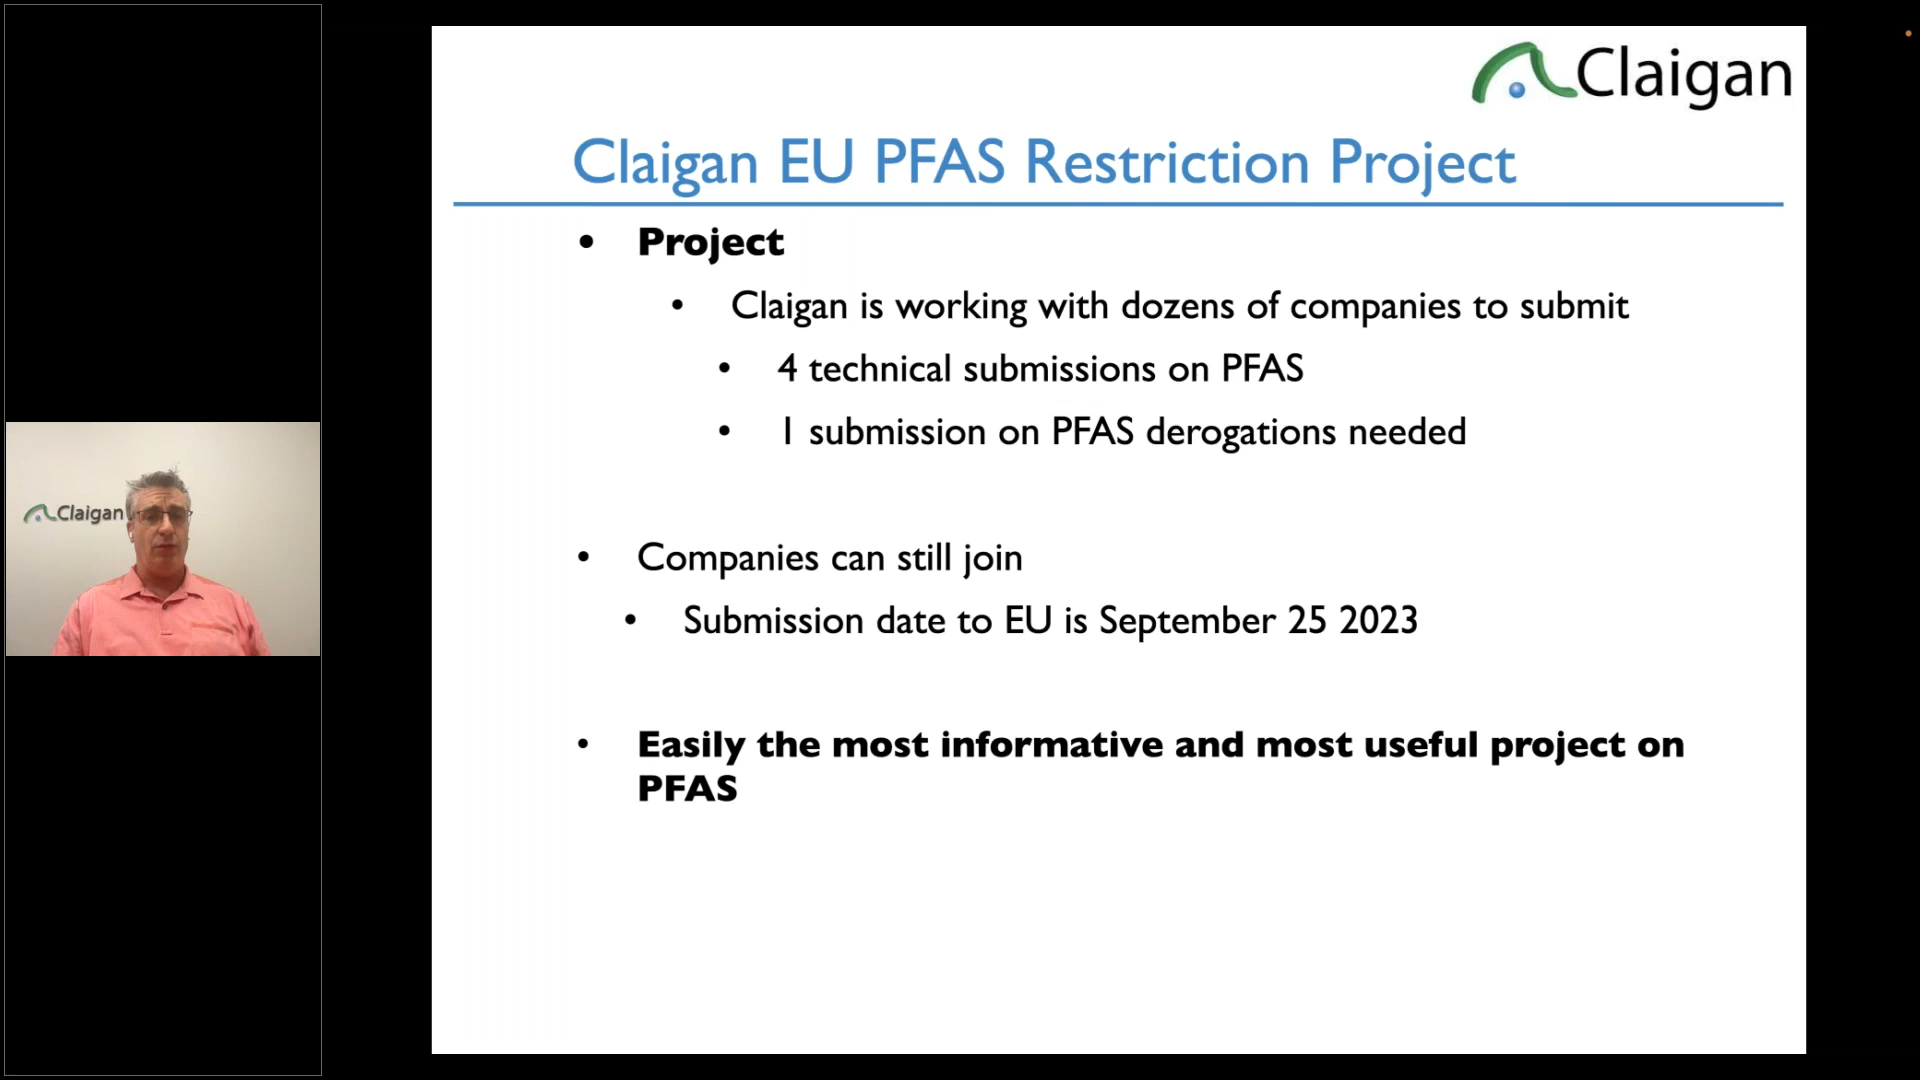 Claigan
Claigan EU PFAS Restriction Project
• Project
• Claigan is working with dozens of companies to submit
• 4 technical submissions on PFAS
• 1 submission on PFAS derogations needed
• Companies can still join
• Submission date to EU is September 25 2023
• Easily the most informative and most useful project on
PFAS
Claigan